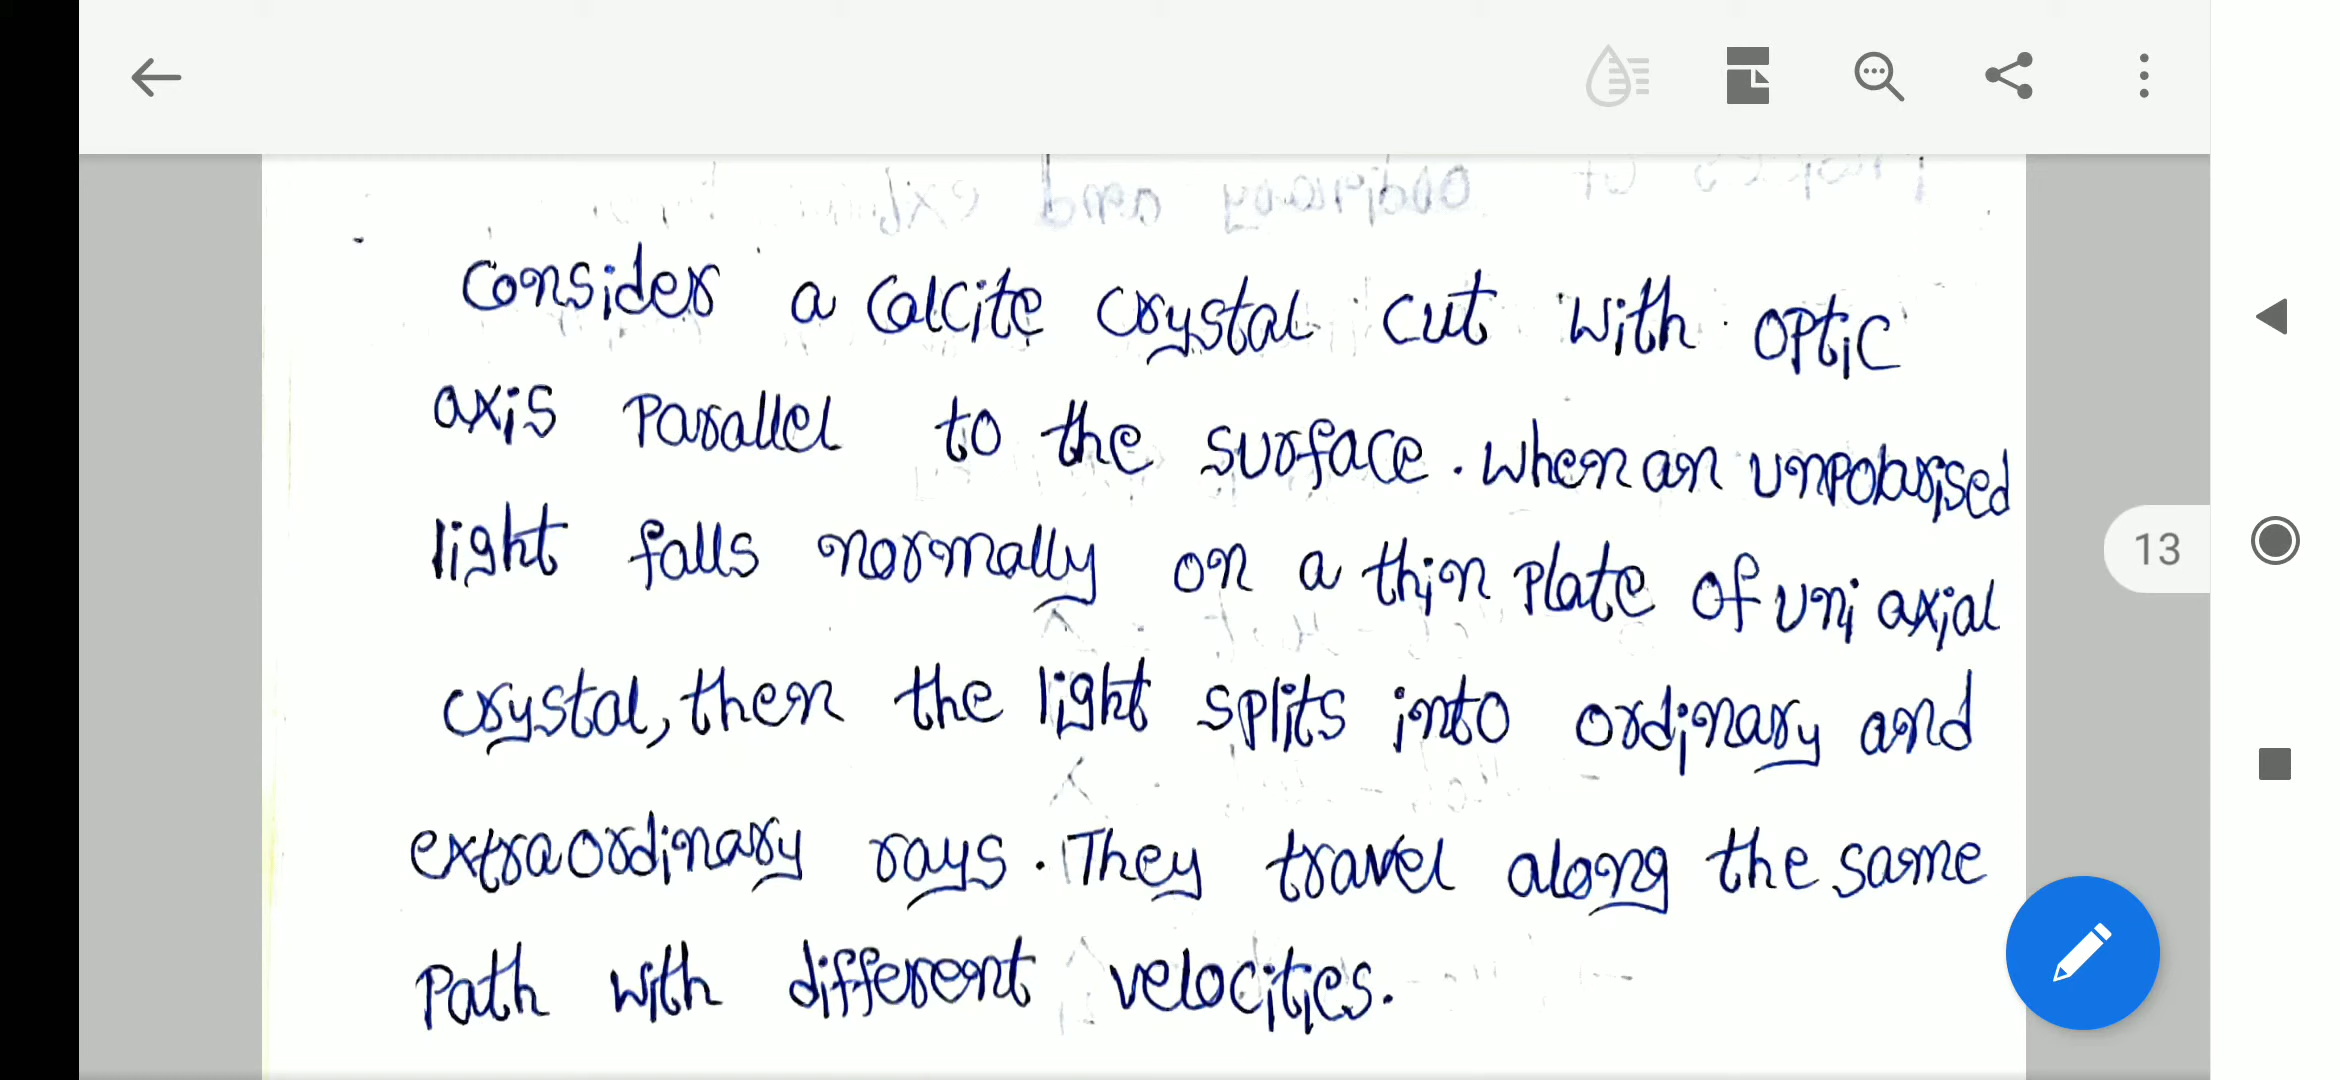 Consider a Calcite crystal cut with optic
axis Parallel to the surface. When an unpolarised
light falls normally on a thin Plate of uni axial
crystal, then the light splits into ordinary and
extraordinary rays. They travel along the same
Path with different velocities.
13